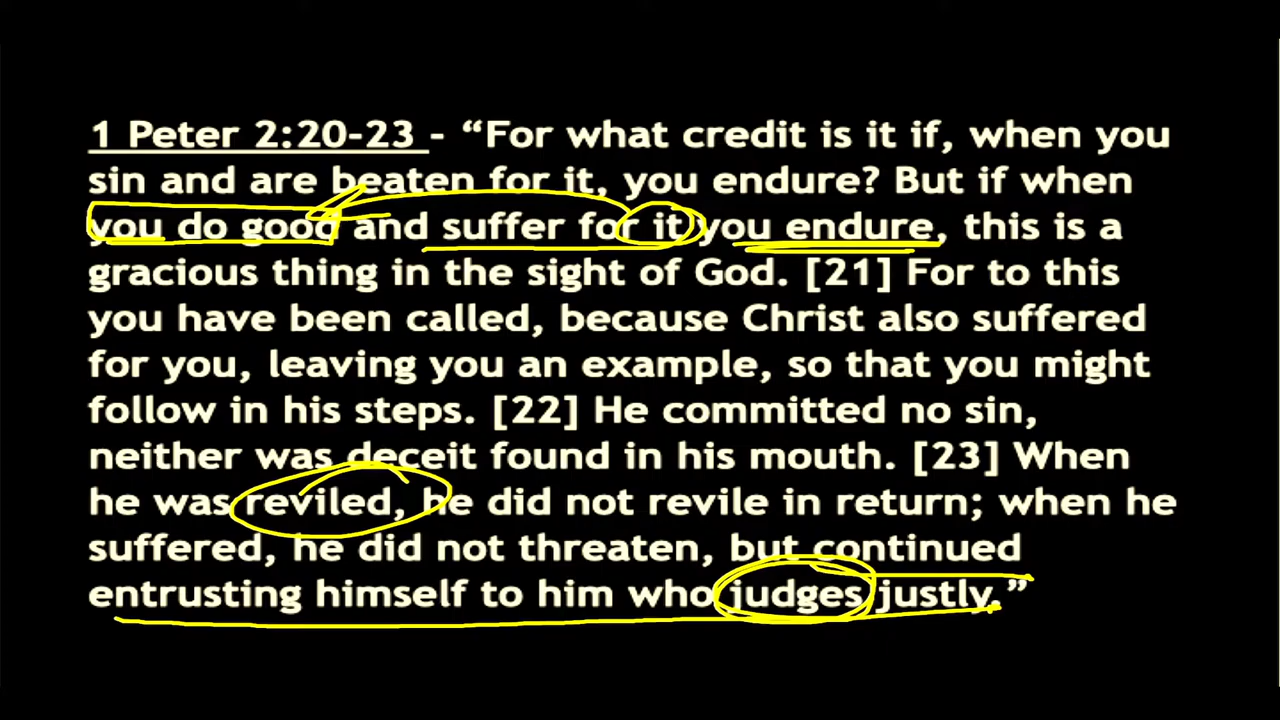 1 Peter 2:20-23 - “For what credit is it if, when you
sin and are beaten for it, you endure? But if when
you do good and suffer for it you endure, this is a
gracious thing in the sight of God. [21] For to this
you have been called, because Christ also suffered
for you, leaving you an example, so that you might
follow in his steps. [22] He committed no sin,
neither was deceit found in his mouth. [23] When
he was reviled, he did not revile in return; when he
suffered, he did not threaten, but continued
entrusting himself to him who judges justly.”